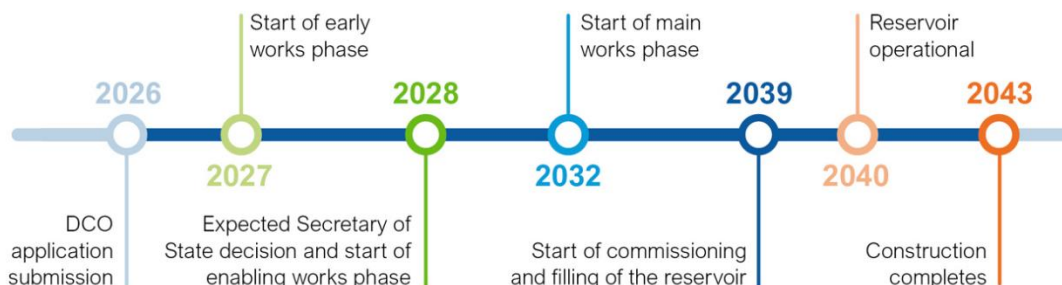 Start of early
works phase
Start of main
works phase
Reservoir
operational
2026
2028
2039
2043
2027
2032
2040
DCO
application
submission
Expected Secretary of
State decision and start of
enabling works phase
Start of commissioning
and filling of the reservoir
Construction
completes